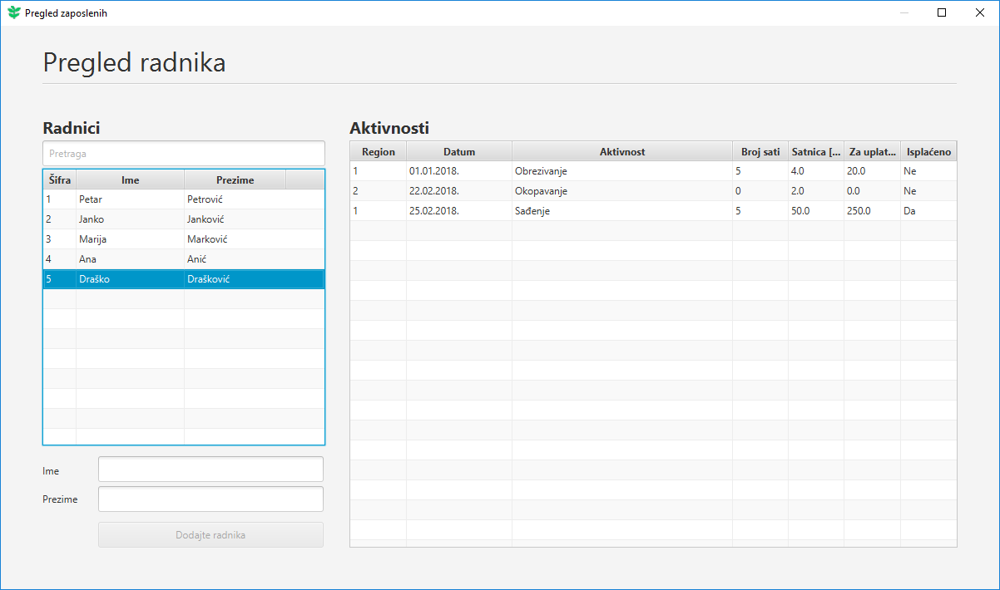 Pregled zaposlenih
Pregled radnika
Radnici
Pretraga
Šifra Ime Prezime
1 Petar Petrović
2 Janko Janković
3 Marija Marković
4 Ana Anić
5 Draško Drašković
Ime
Prezime
Dodajte radnika
Aktivnosti
Region Datum Aktivnost Broj sati Satnica [... Za uplat... Isplaćeno
1 01.01.2018. Obrezivanje 5 4.0 20.0 Ne
2 22.02.2018. Okopavanje 0 2.0 0.0 Ne
1 25.02.2018. Sađenje 5 50.0 250.0 Da